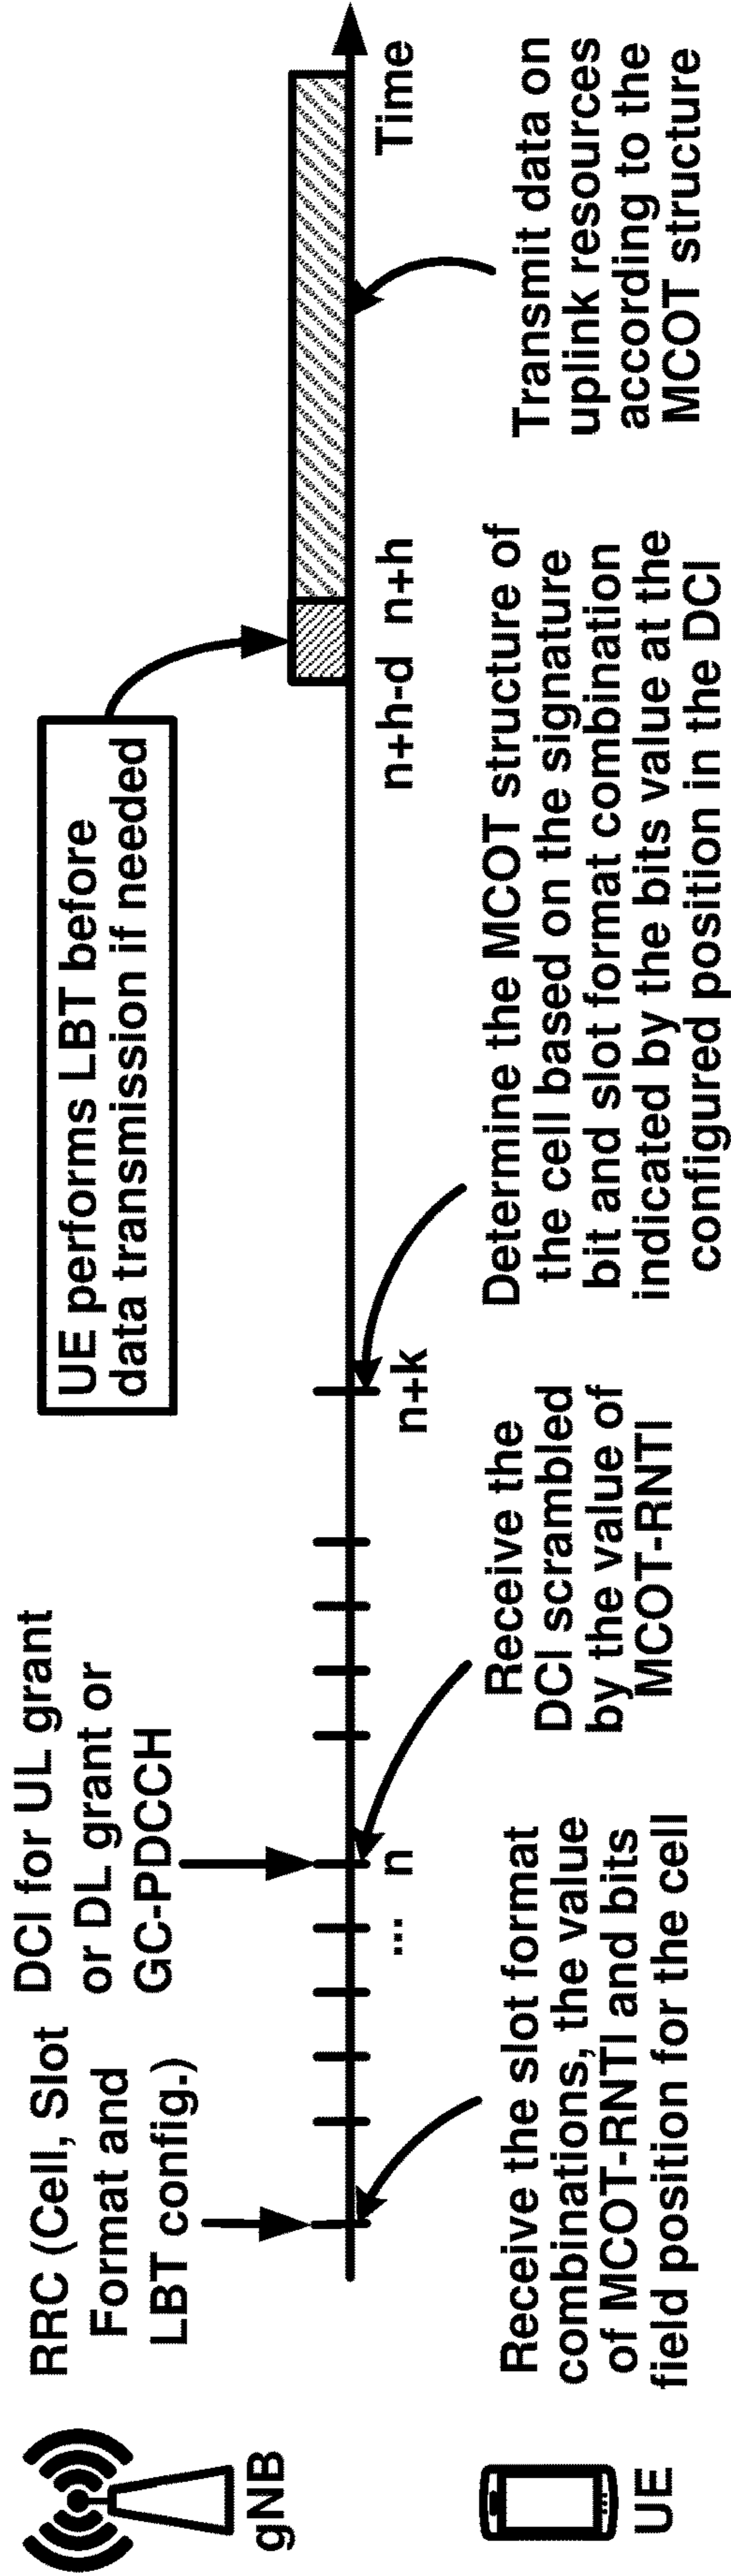 gNB
RRC (Cell, Slot
Format and
LBT config.)
DCI for UL grant
or DL grant or
GC-PDCCH
UE performs LBT before
data transmission if needed
...
n
n+k
n+h-d
n+h
Time
UE
Receive the slot format
combinations, the value
of MCOT-RNTI and bits
field position for the cell
Receive the
DCI scrambled
by the value of
MCOT-RNTI
Determine the MCOT structure of
the cell based on the signature
bit and slot format combination
indicated by the bits value at the
configured position in the DCI
Transmit data on
uplink resources
according to the
MCOT structure